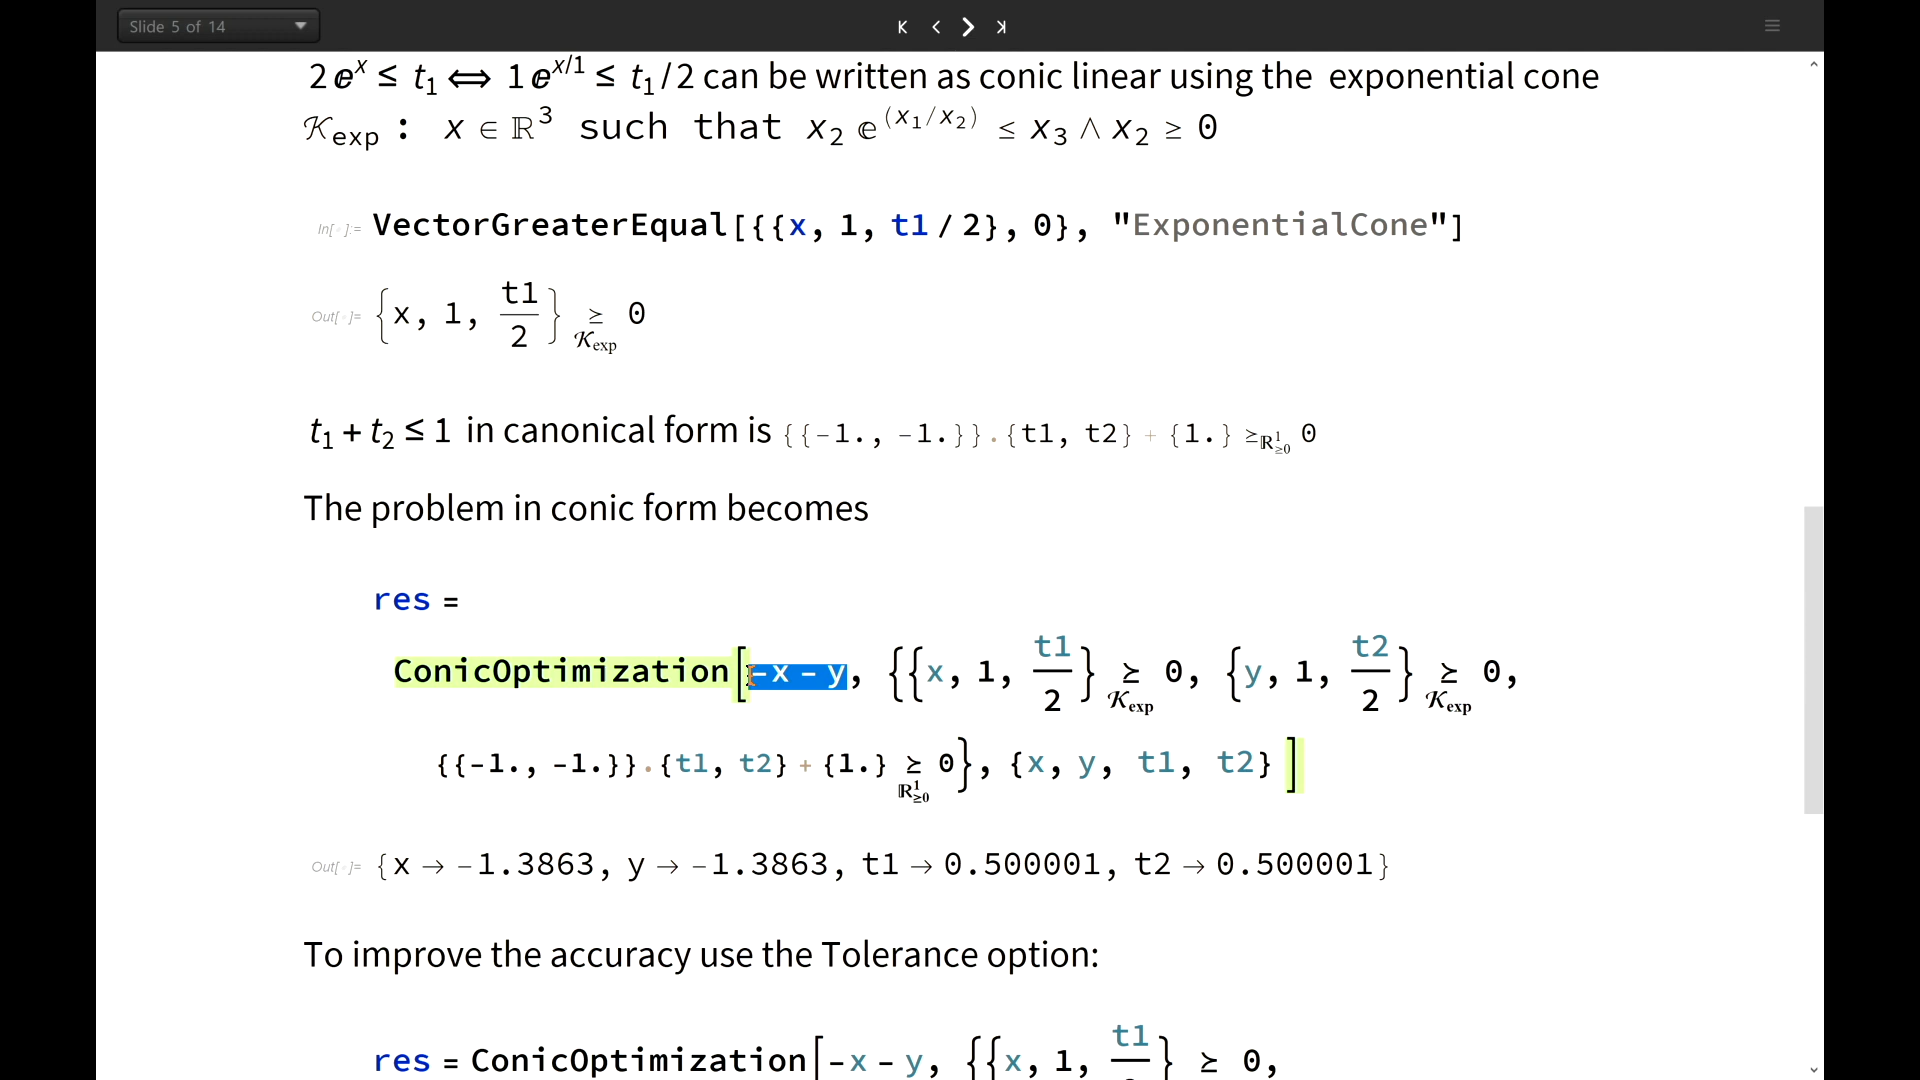 Slide 5 of 14
2 ⅇ^x ≤ t₁ ⟺ 1 ⅇ^(x/1) ≤ t₁/2 can be written as conic linear using the exponential cone
𝒦exp : x ∈ ℝ³ such that x₂ ⅇ^(x₁/x₂) ≤ x₃ ∧ x₂ ≥ 0
In[ ]:= VectorGreaterEqual[{{x, 1, t1 / 2}, 0}, "ExponentialCone"]
Out[ ]= {x, 1, t1/2} ⪰𝒦exp 0
t₁ + t₂ ≤ 1 in canonical form is {{-1., -1.}}.{t1, t2} + {1.} ⪰ℝ¹≥0 0
The problem in conic form becomes
res =
ConicOptimization[-x - y, {{x, 1, t1/2} ⪰𝒦exp 0, {y, 1, t2/2} ⪰𝒦exp 0,
{{-1., -1.}}.{t1, t2} + {1.} ⪰ℝ¹≥0 0}, {x, y, t1, t2} ]
Out[ ]= {x → -1.3863, y → -1.3863, t1 → 0.500001, t2 → 0.500001}
To improve the accuracy use the Tolerance option:
res = ConicOptimization[-x - y, {{x, 1, t1} ⪰ 0,